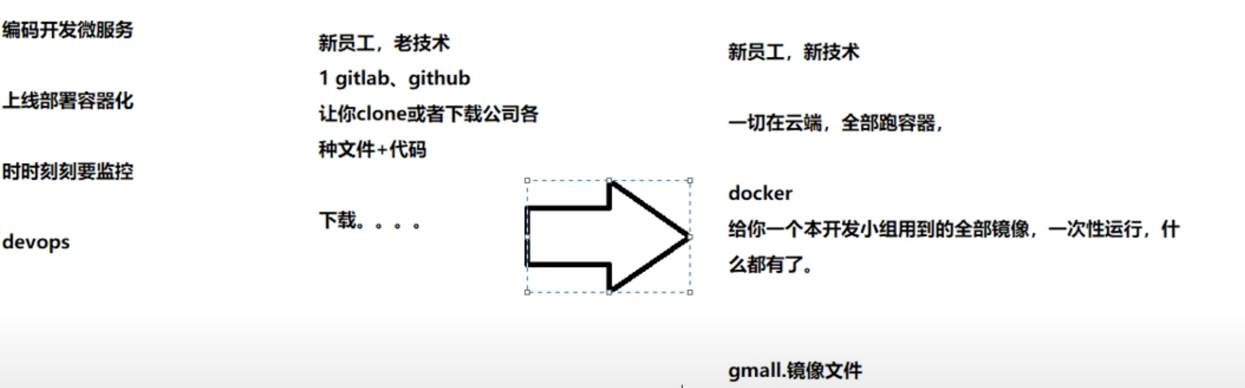 编码开发微服务
上线部署容器化
时时刻刻要监控
devops
新员工，老技术
1 gitlab、github
让你clone或者下载公司各
种文件+代码
下载。。。。
新员工，新技术
一切在云端，全部跑容器，
docker
给你一个本开发小组用到的全部镜像，一次性运行，什
么都有了。
gmall.镜像文件